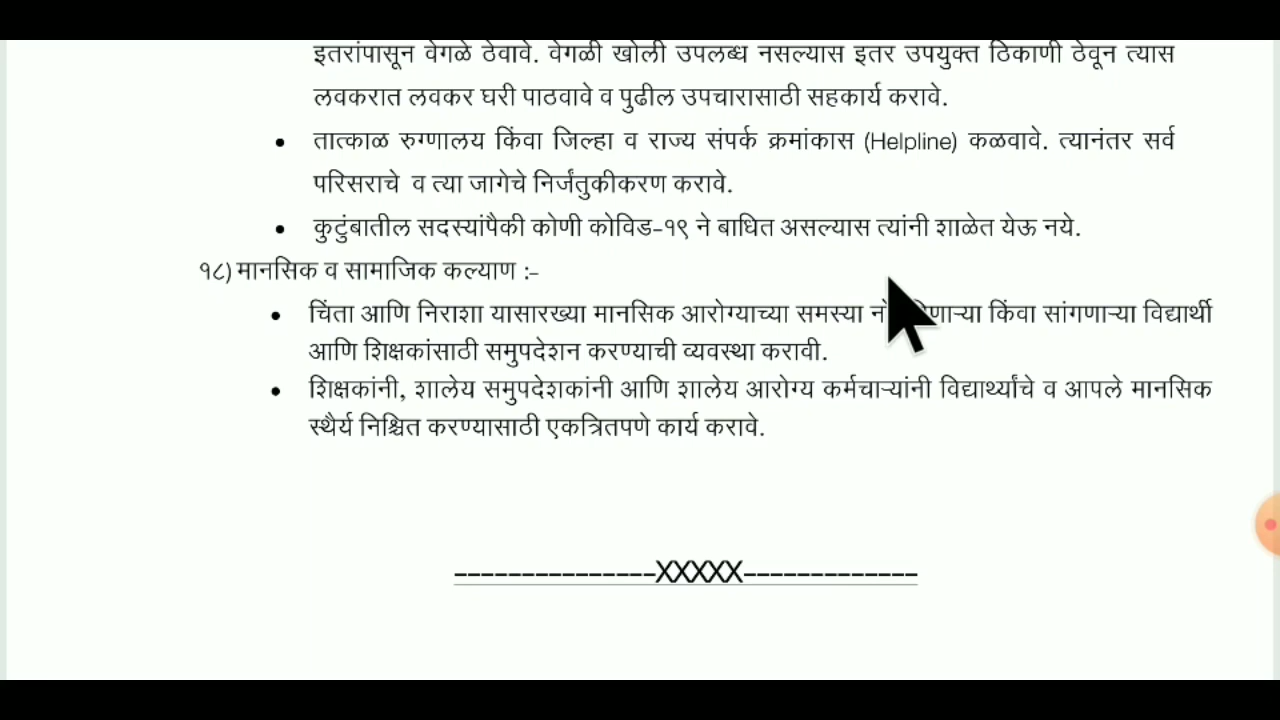 इतरांपासून वेगळे ठेवावे. वेगळी खोली उपलब्ध नसल्यास इतर उपयुक्त ठिकाणी ठेवून त्यास
लवकरात लवकर घरी पाठवावे व पुढील उपचारासाठी सहकार्य करावे.
• तात्काळ रुग्णालय किंवा जिल्हा व राज्य संपर्क क्रमांकास (Helpline) कळवावे. त्यानंतर सर्व
परिसराचे व त्या जागेचे निर्जंतुकीकरण करावे.
• कुटुंबातील सदस्यांपैकी कोणी कोविड-१९ ने बाधित असल्यास त्यांनी शाळेत येऊ नये.
१८) मानसिक व सामाजिक कल्याण :-
• चिंता आणि निराशा यासारख्या मानसिक आरोग्याच्या समस्या किंवा सांगणाऱ्या विद्यार्थी
आणि शिक्षकांसाठी समुपदेशन करण्याची व्यवस्था करावी.
• शिक्षकांनी, शालेय समुपदेशकांनी आणि शालेय आरोग्य कर्मचाऱ्यांनी विद्यार्थ्यांचे व आपले मानसिक
स्थैर्य निश्चित करण्यासाठी एकत्रितपणे कार्य करावे.
---------------XXXXX-------------